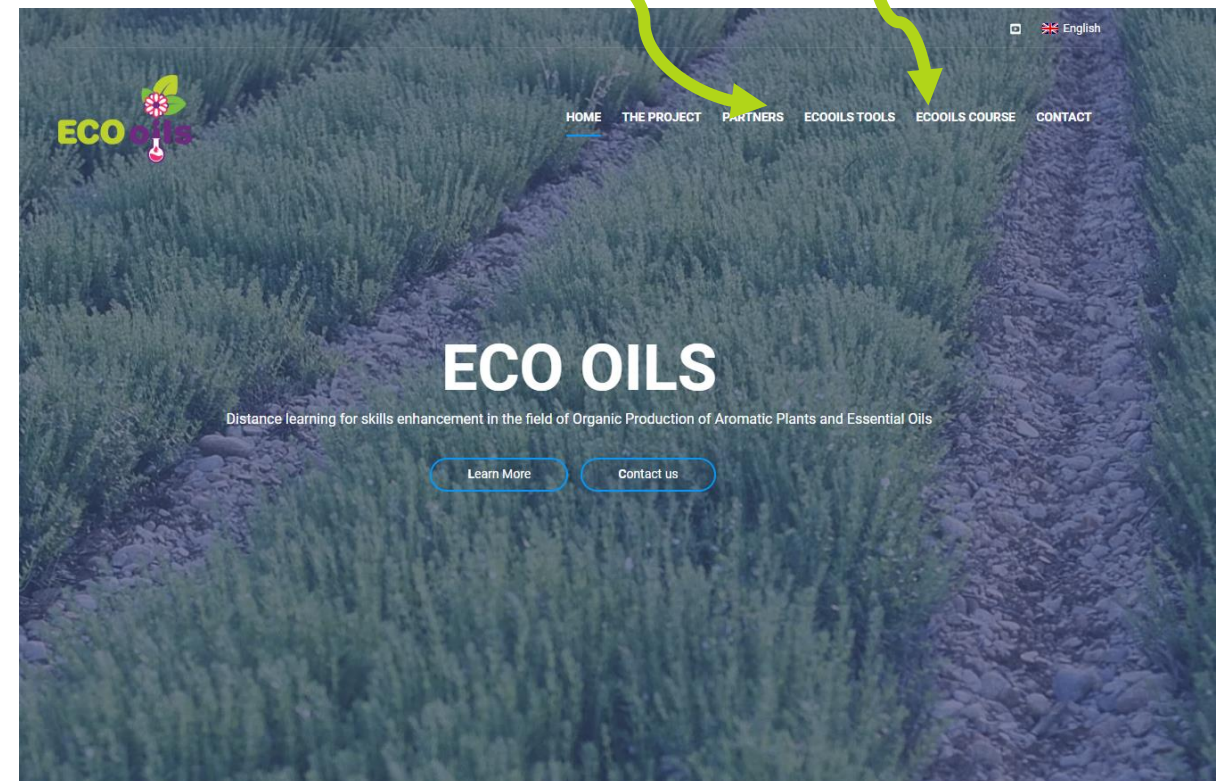 English
ECO oils
HOME THE PROJECT PARTNERS ECOOILS TOOLS ECOOILS COURSE CONTACT
ECO OILS
Distance learning for skills enhancement in the field of Organic Production of Aromatic Plants and Essential Oils
Learn More Contact us